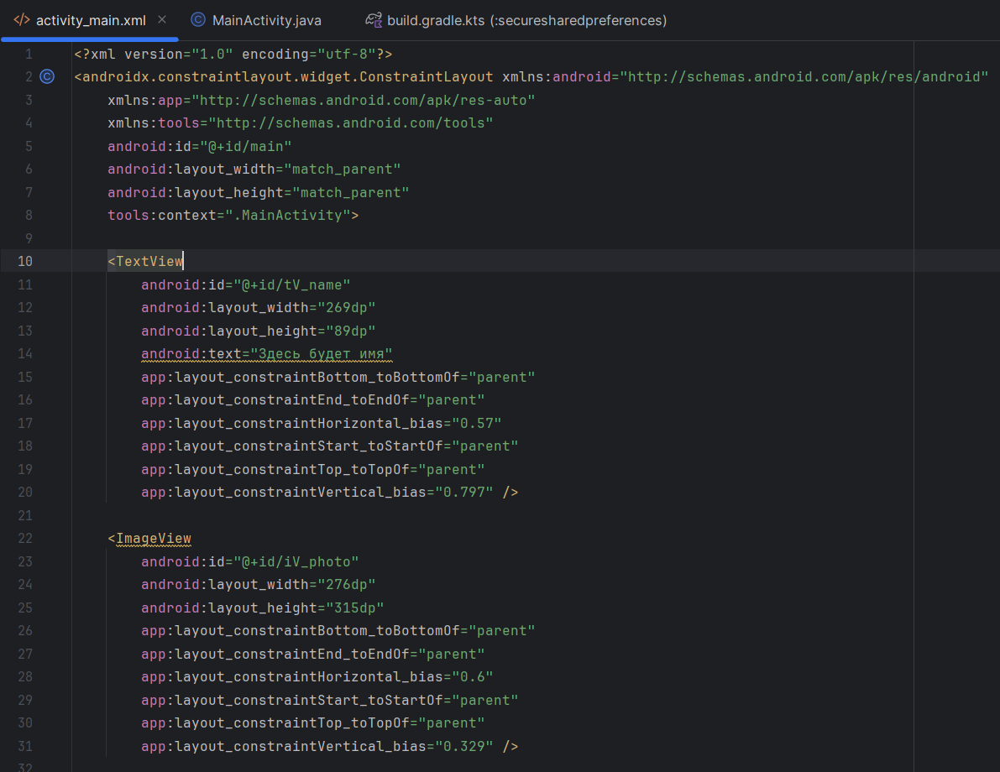 activity_main.xml MainActivity.java build.gradle.kts (:securesharedpreferences)
1 <?xml version="1.0" encoding="utf-8"?>
2 <androidx.constraintlayout.widget.ConstraintLayout xmlns:android="http://schemas.android.com/apk/res/android"
3 xmlns:app="http://schemas.android.com/apk/res-auto"
4 xmlns:tools="http://schemas.android.com/tools"
5 android:id="@+id/main"
6 android:layout_width="match_parent"
7 android:layout_height="match_parent"
8 tools:context=".MainActivity">
9
10 <TextView
11 android:id="@+id/tV_name"
12 android:layout_width="269dp"
13 android:layout_height="89dp"
14 android:text="Здесь будет имя"
15 app:layout_constraintBottom_toBottomOf="parent"
16 app:layout_constraintEnd_toEndOf="parent"
17 app:layout_constraintHorizontal_bias="0.57"
18 app:layout_constraintStart_toStartOf="parent"
19 app:layout_constraintTop_toTopOf="parent"
20 app:layout_constraintVertical_bias="0.797" />
21
22 <ImageView
23 android:id="@+id/iV_photo"
24 android:layout_width="276dp"
25 android:layout_height="315dp"
26 app:layout_constraintBottom_toBottomOf="parent"
27 app:layout_constraintEnd_toEndOf="parent"
28 app:layout_constraintHorizontal_bias="0.6"
29 app:layout_constraintStart_toStartOf="parent"
30 app:layout_constraintTop_toTopOf="parent"
31 app:layout_constraintVertical_bias="0.329" />
32